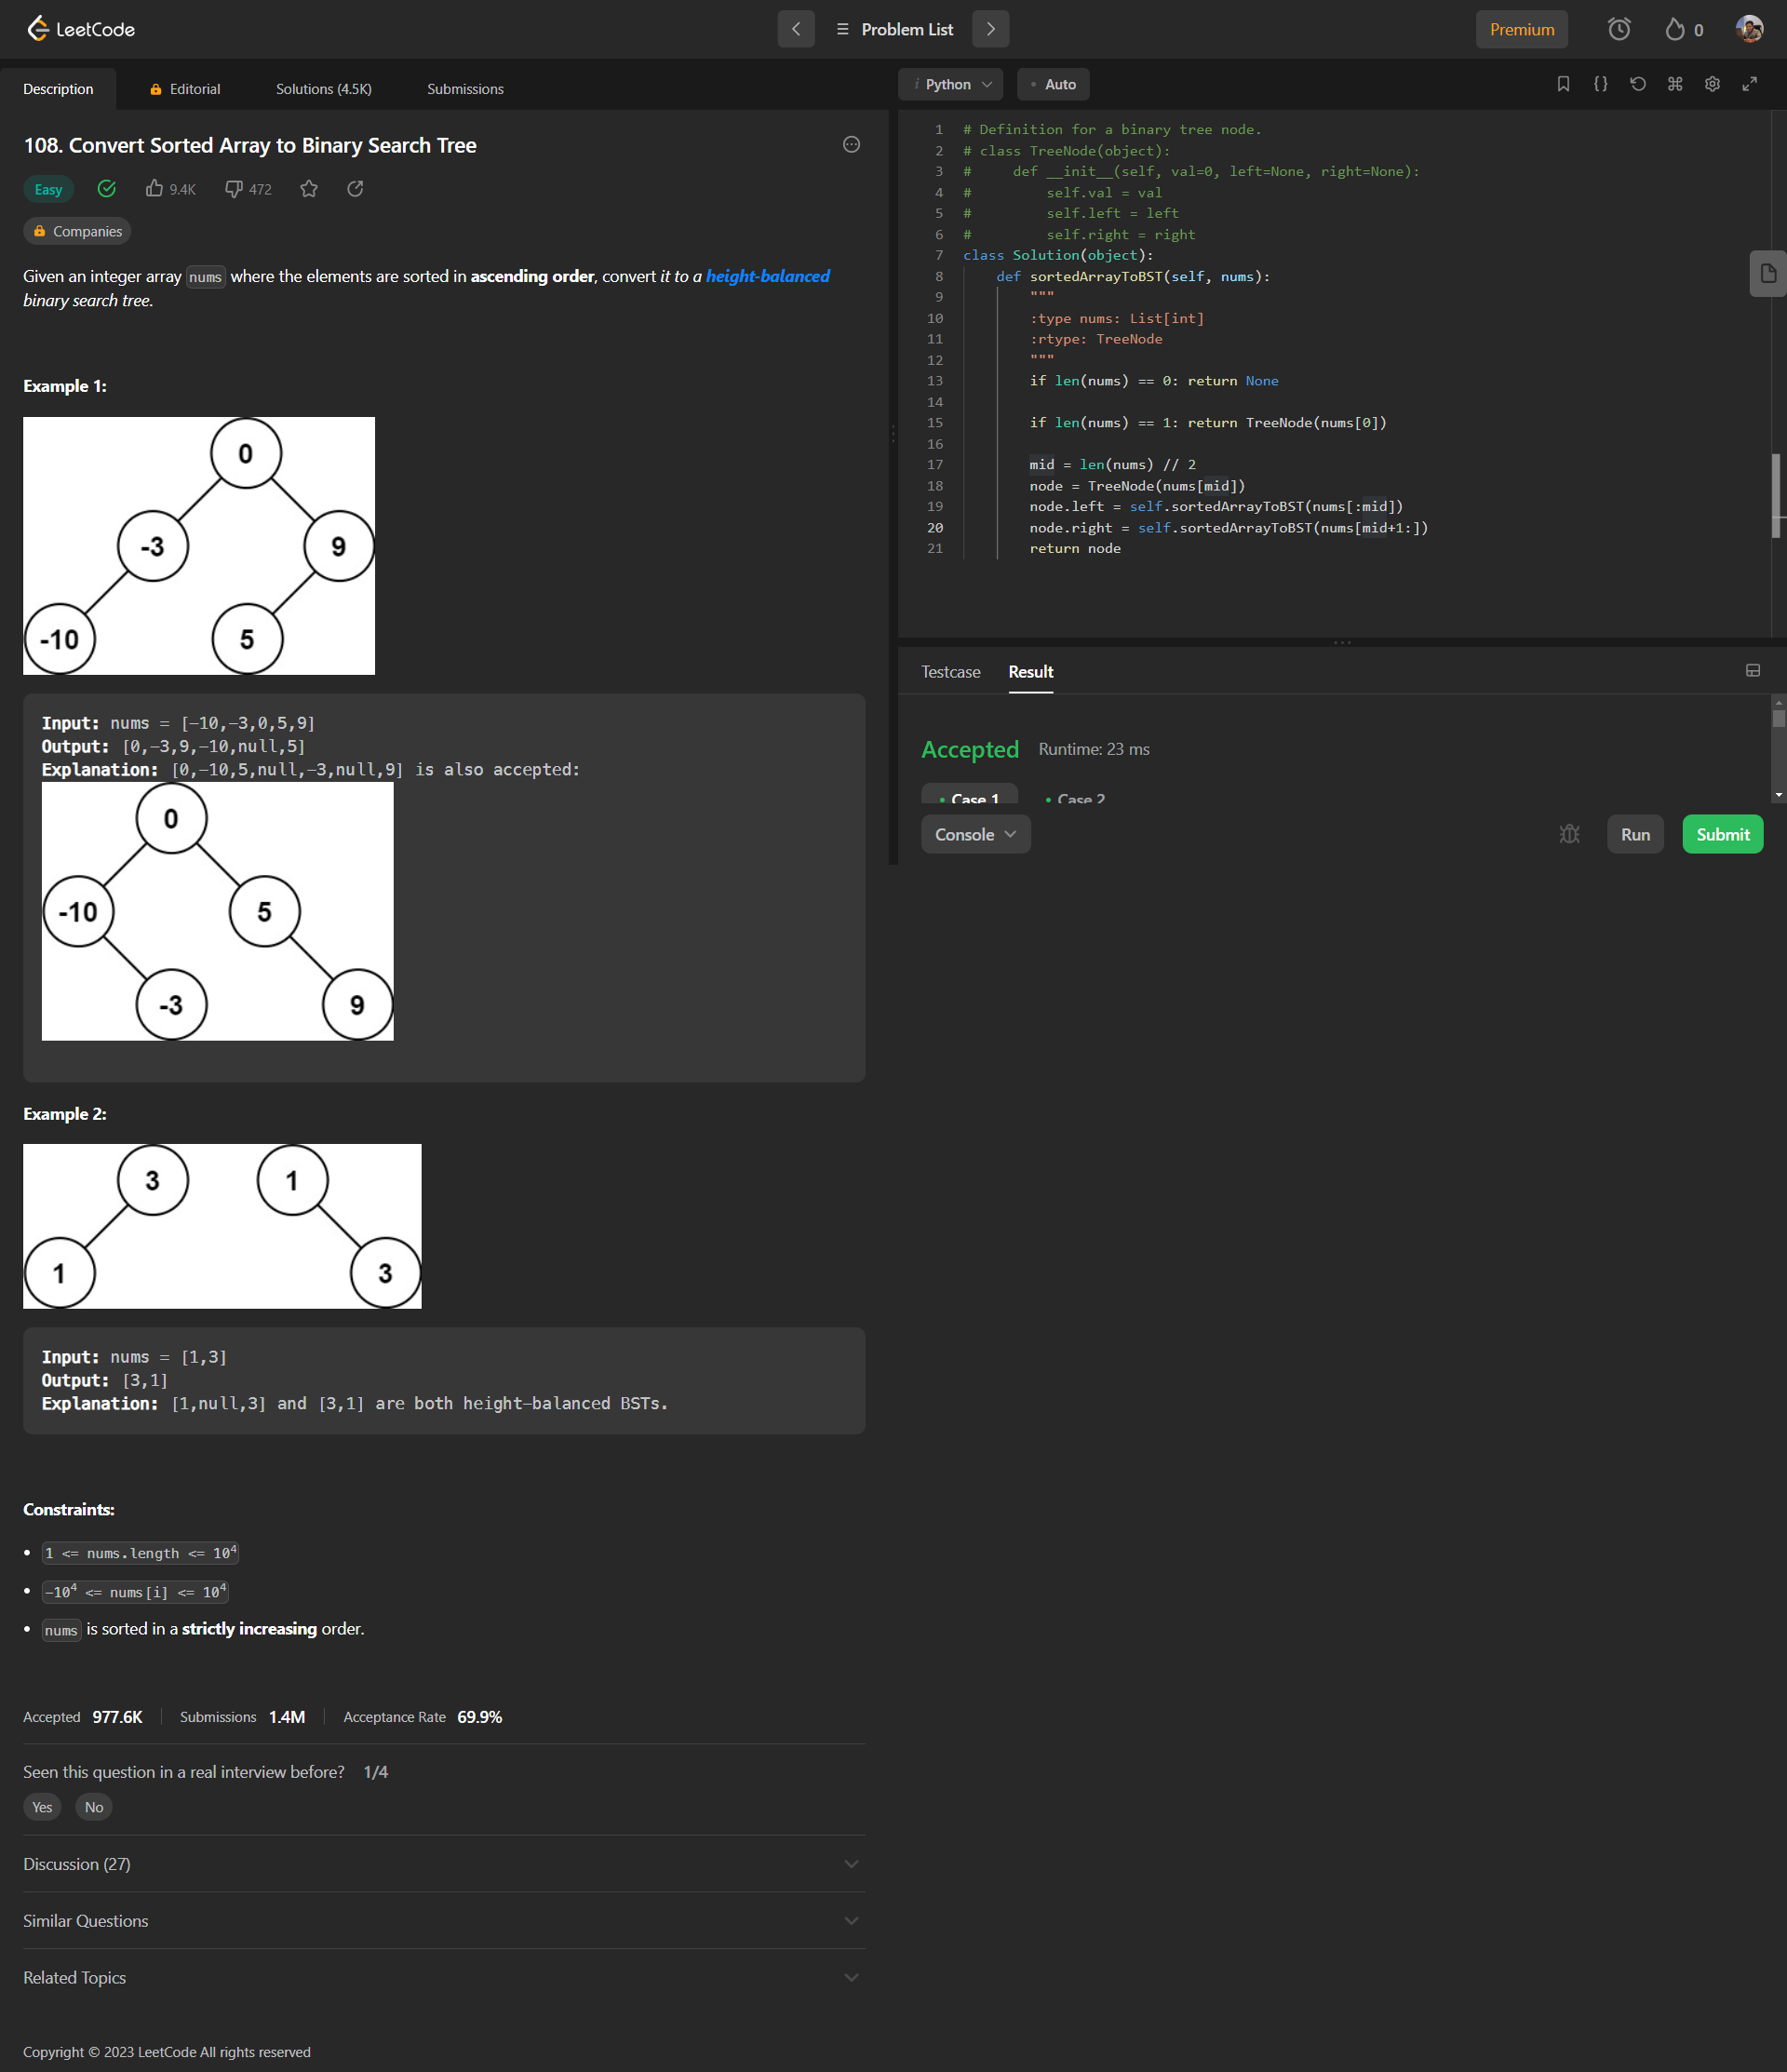 LeetCode
Problem List
Premium
0
Description
Editorial
Solutions (4.5K)
Submissions
108. Convert Sorted Array to Binary Search Tree
Easy
9.4K
472
Companies
Given an integer array nums where the elements are sorted in ascending order, convert it to a height-balanced
binary search tree.
Example 1:
0
-3
9
-10
5
Input: nums = [-10,-3,0,5,9]
Output: [0,-3,9,-10,null,5]
Explanation: [0,-10,5,null,-3,null,9] is also accepted:
0
-10
5
-3
9
Example 2:
3
1
1
3
Input: nums = [1,3]
Output: [3,1]
Explanation: [1,null,3] and [3,1] are both height-balanced BSTs.
Constraints:
• 1 <= nums.length <= 10⁴
• -10⁴ <= nums[i] <= 10⁴
• nums is sorted in a strictly increasing order.
Accepted 977.6K
Submissions 1.4M
Acceptance Rate 69.9%
Seen this question in a real interview before? 1/4
Yes No
Discussion (27)
Similar Questions
Related Topics
Copyright © 2023 LeetCode All rights reserved
i Python
• Auto
{}
1 # Definition for a binary tree node.
2 # class TreeNode(object):
3 #     def __init__(self, val=0, left=None, right=None):
4 #         self.val = val
5 #         self.left = left
6 #         self.right = right
7 class Solution(object):
8     def sortedArrayToBST(self, nums):
9         """
10         :type nums: List[int]
11         :rtype: TreeNode
12         """
13         if len(nums) == 0: return None
14
15         if len(nums) == 1: return TreeNode(nums[0])
16
17         mid = len(nums) // 2
18         node = TreeNode(nums[mid])
19         node.left = self.sortedArrayToBST(nums[:mid])
20         node.right = self.sortedArrayToBST(nums[mid+1:])
21         return node
Testcase
Result
Accepted
Runtime: 23 ms
• Case 1
• Case 2
Console
Run
Submit